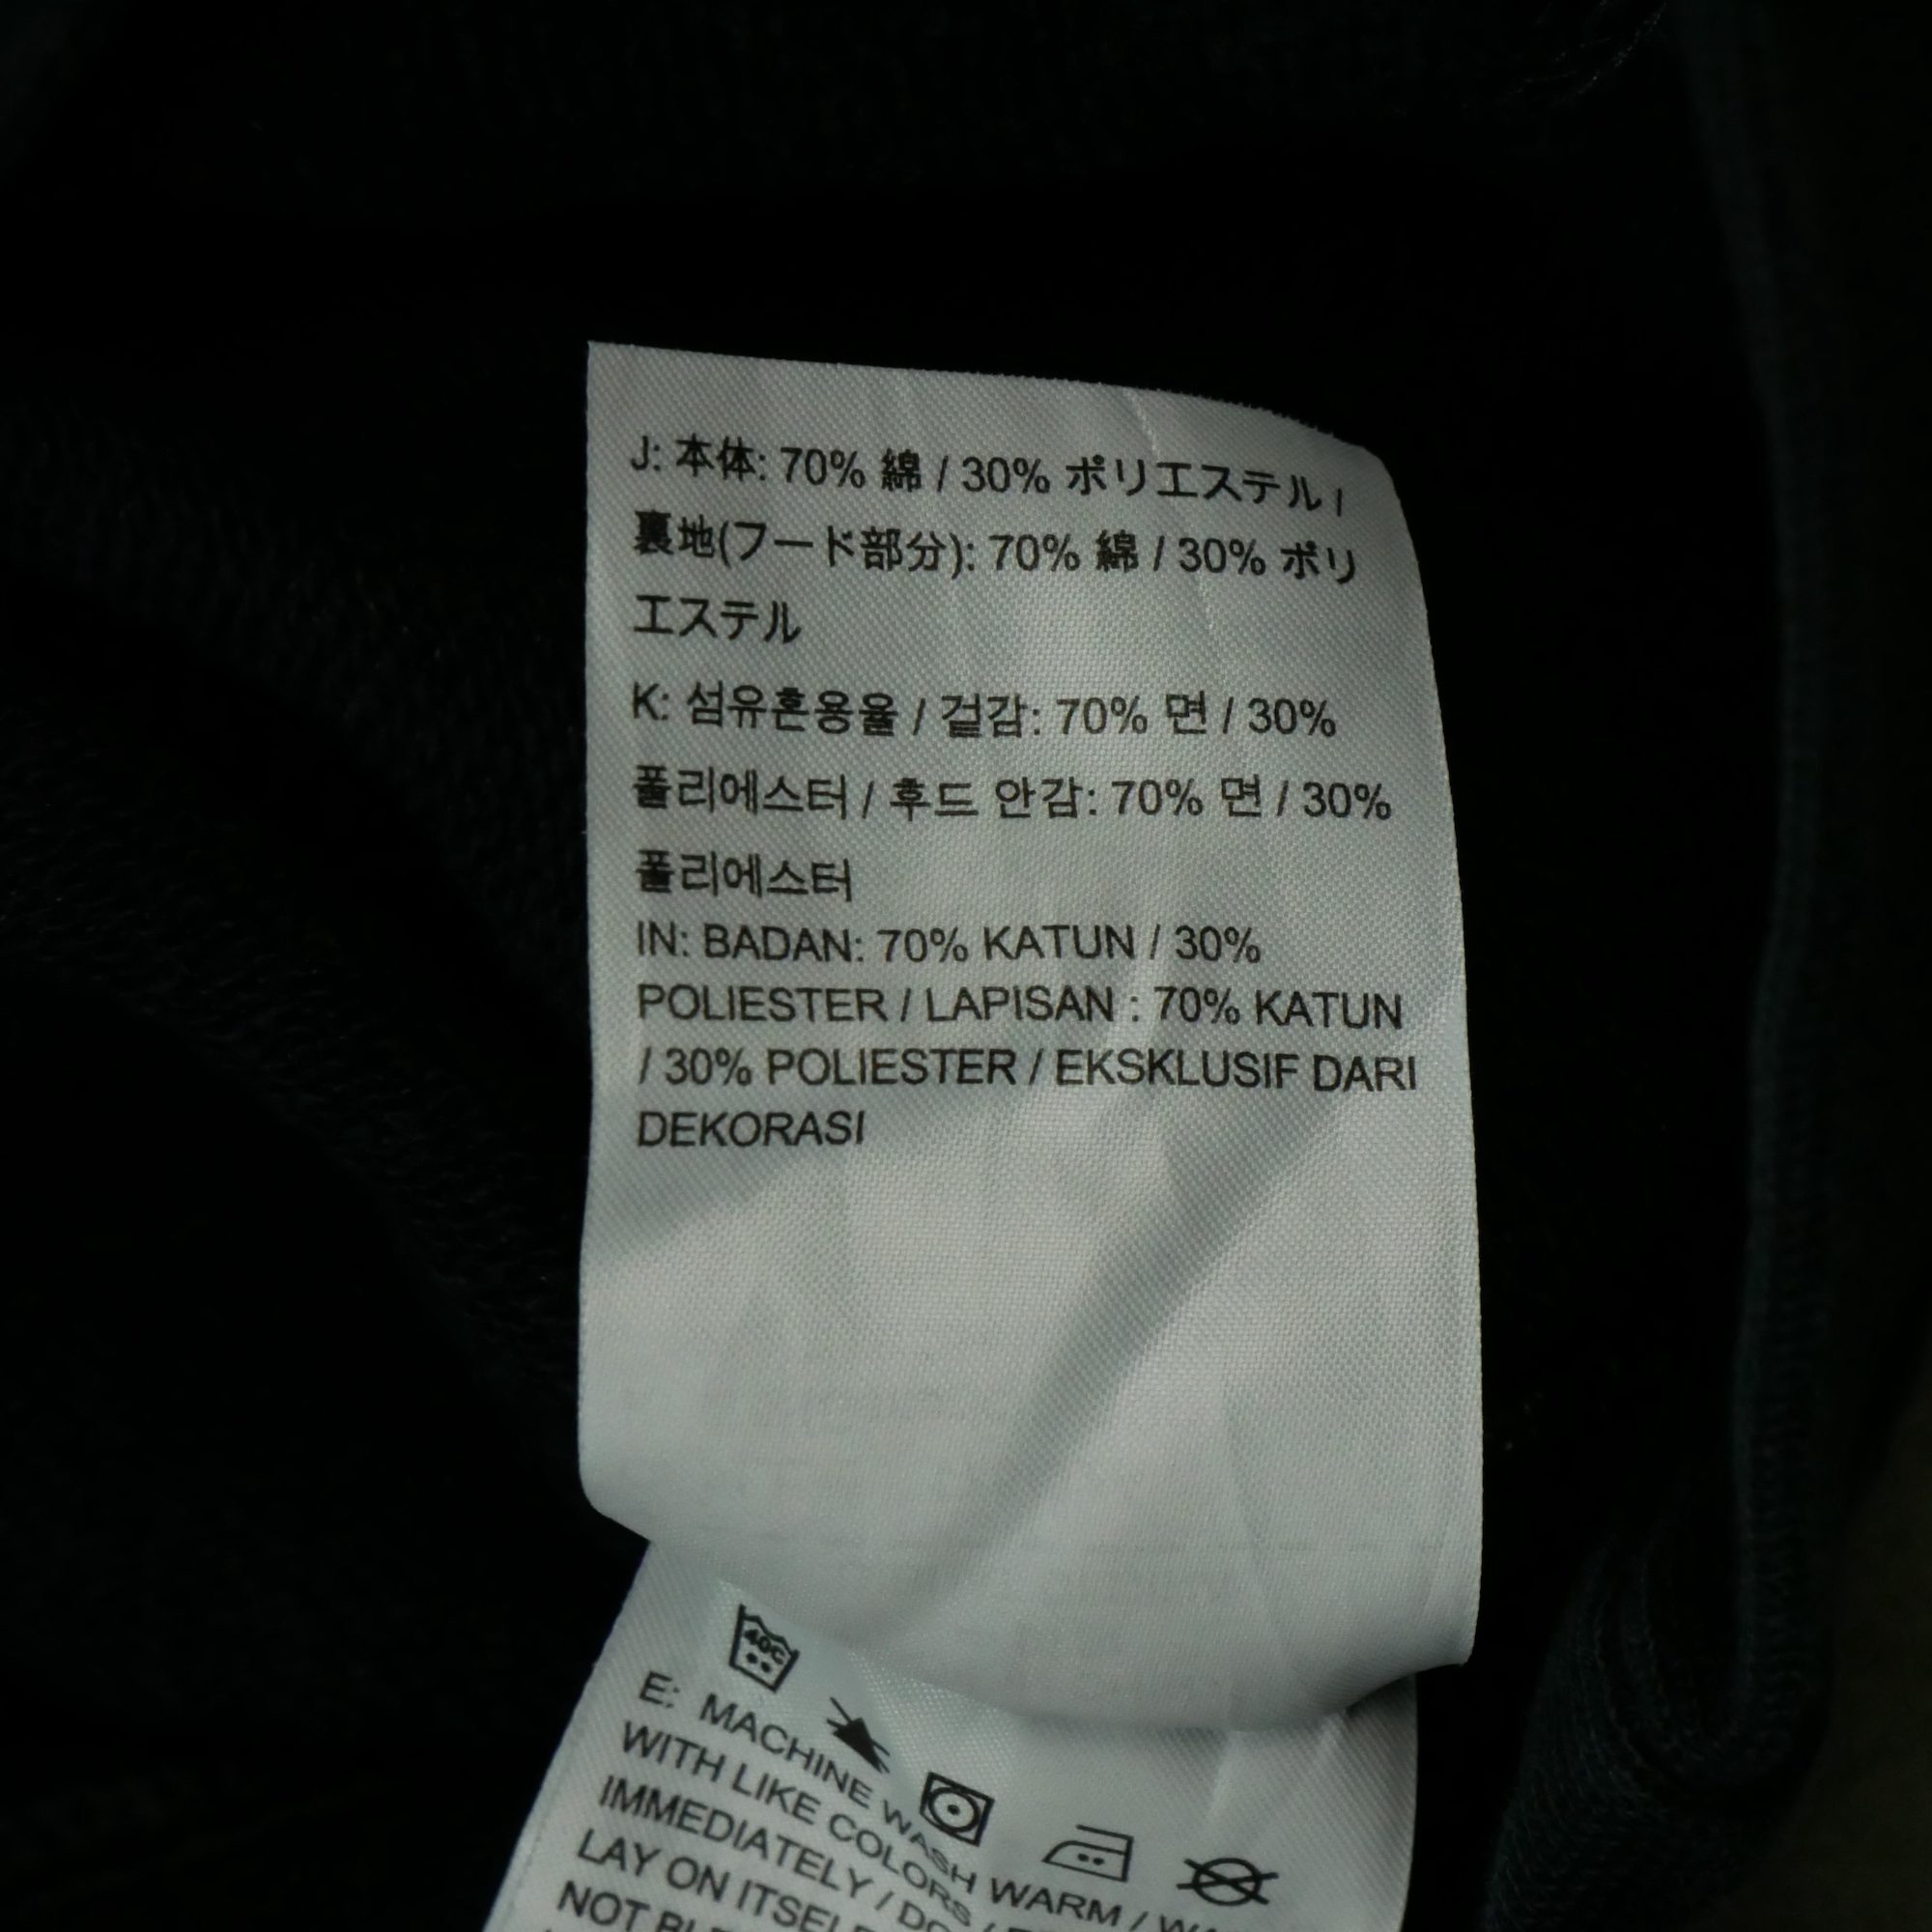 J: 本体: 70% 綿 / 30% ポリエステル /
裏地(フード部分): 70% 綿 / 30% ポリ
エステル
K: 섬유혼용율 / 겉감: 70% 면 / 30%
폴리에스터 / 후드 안감: 70% 면 / 30%
폴리에스터
IN: BADAN: 70% KATUN / 30%
POLIESTER / LAPISAN : 70% KATUN
/ 30% POLIESTER / EKSKLUSIF DARI
DEKORASI
40C
E: MACHINE WASH WARM /
WITH LIKE COLORS /
IMMEDIATELY /
LAY ON
NOT